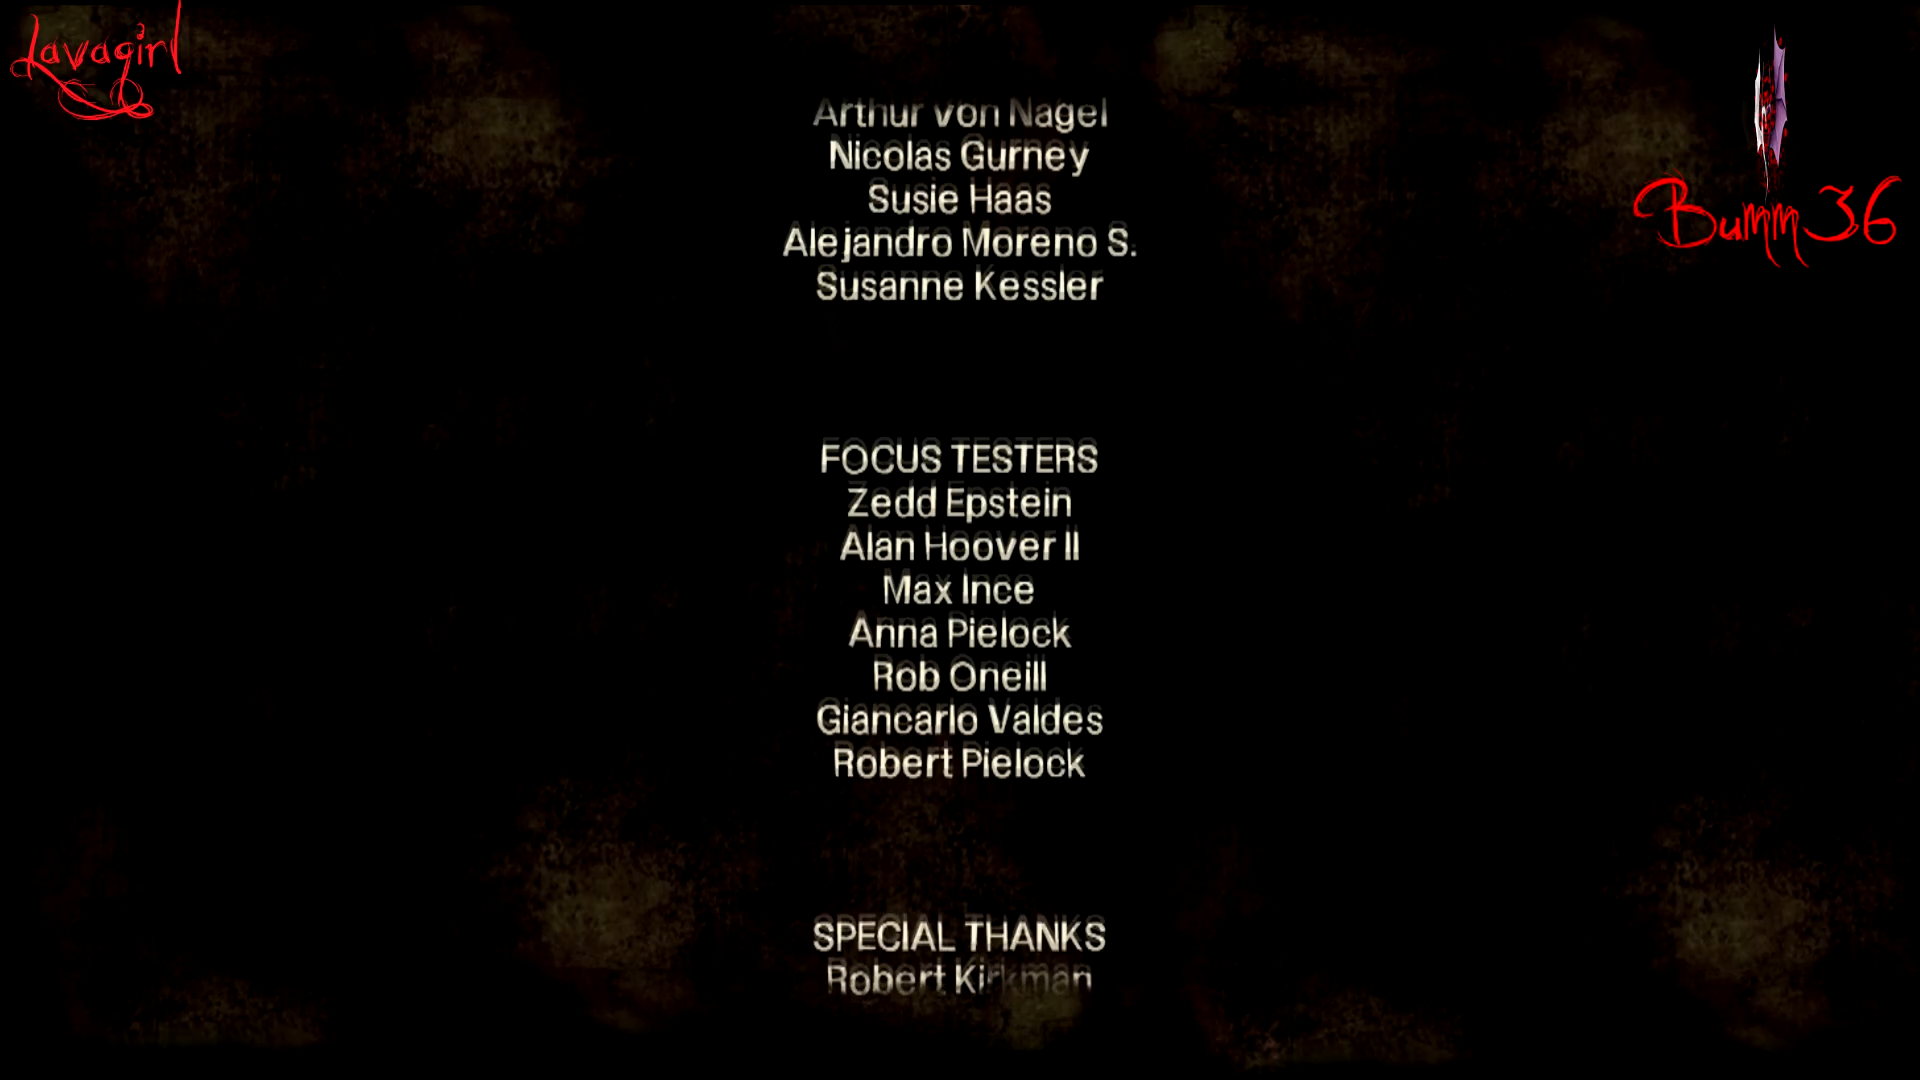 Lavagirl
Bumm36
Arthur von Nagel
Nicolas Gurney
Susie Haas
Alejandro Moreno S.
Susanne Kessler
FOCUS TESTERS
Zedd Epstein
Alan Hoover II
Max Ince
Anna Pielock
Rob Oneill
Giancarlo Valdes
Robert Pielock
SPECIAL THANKS
Robert Kirkman